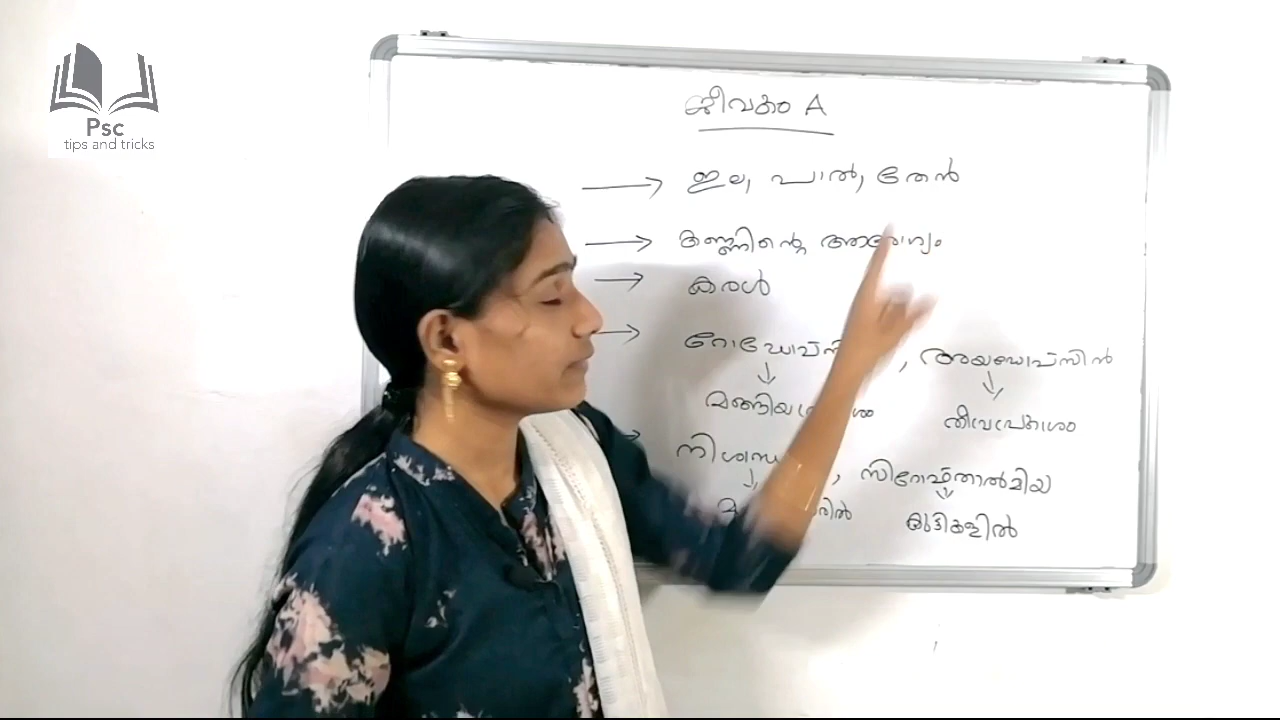 Psc
tips and tricks
ജീവകം A
→ ഇല, പാൽ, തേൻ
→ കണ്ണിന്റെ ആരോഗ്യം
→ കരൾ
→ , അയഡോപ്സിൻ
↓ ↓
തീവ്രപ്രകാശം
, സിറോഫ്താൽമിയ
↓ ↓
കുട്ടികളിൽ